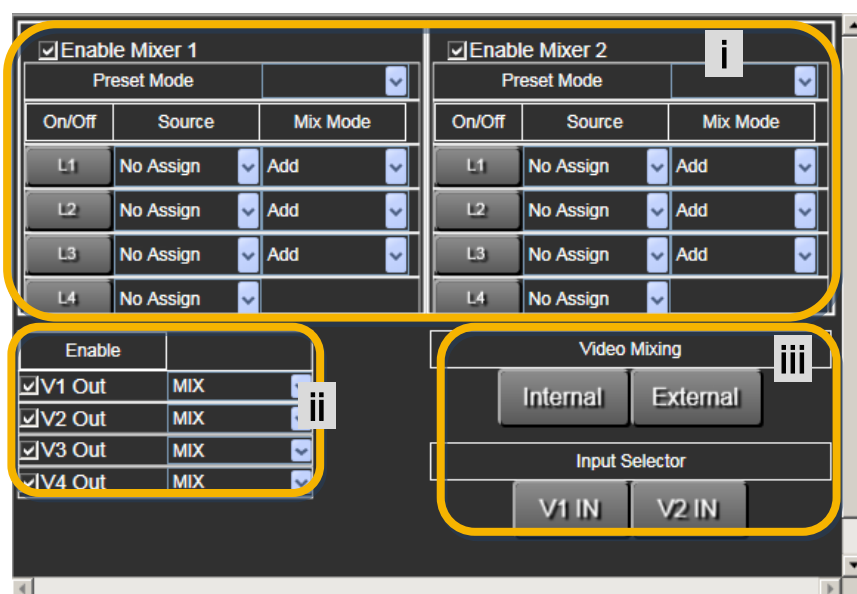 Enable Mixer 1
Preset Mode
On/Off Source Mix Mode
L1 No Assign Add
L2 No Assign Add
L3 No Assign Add
L4 No Assign
Enable Mixer 2
i
Preset Mode
On/Off Source Mix Mode
L1 No Assign Add
L2 No Assign Add
L3 No Assign Add
L4 No Assign
Enable
V1 Out MIX
V2 Out MIX
V3 Out MIX
V4 Out MIX
ii
Video Mixing
iii
Internal External
Input Selector
V1 IN V2 IN